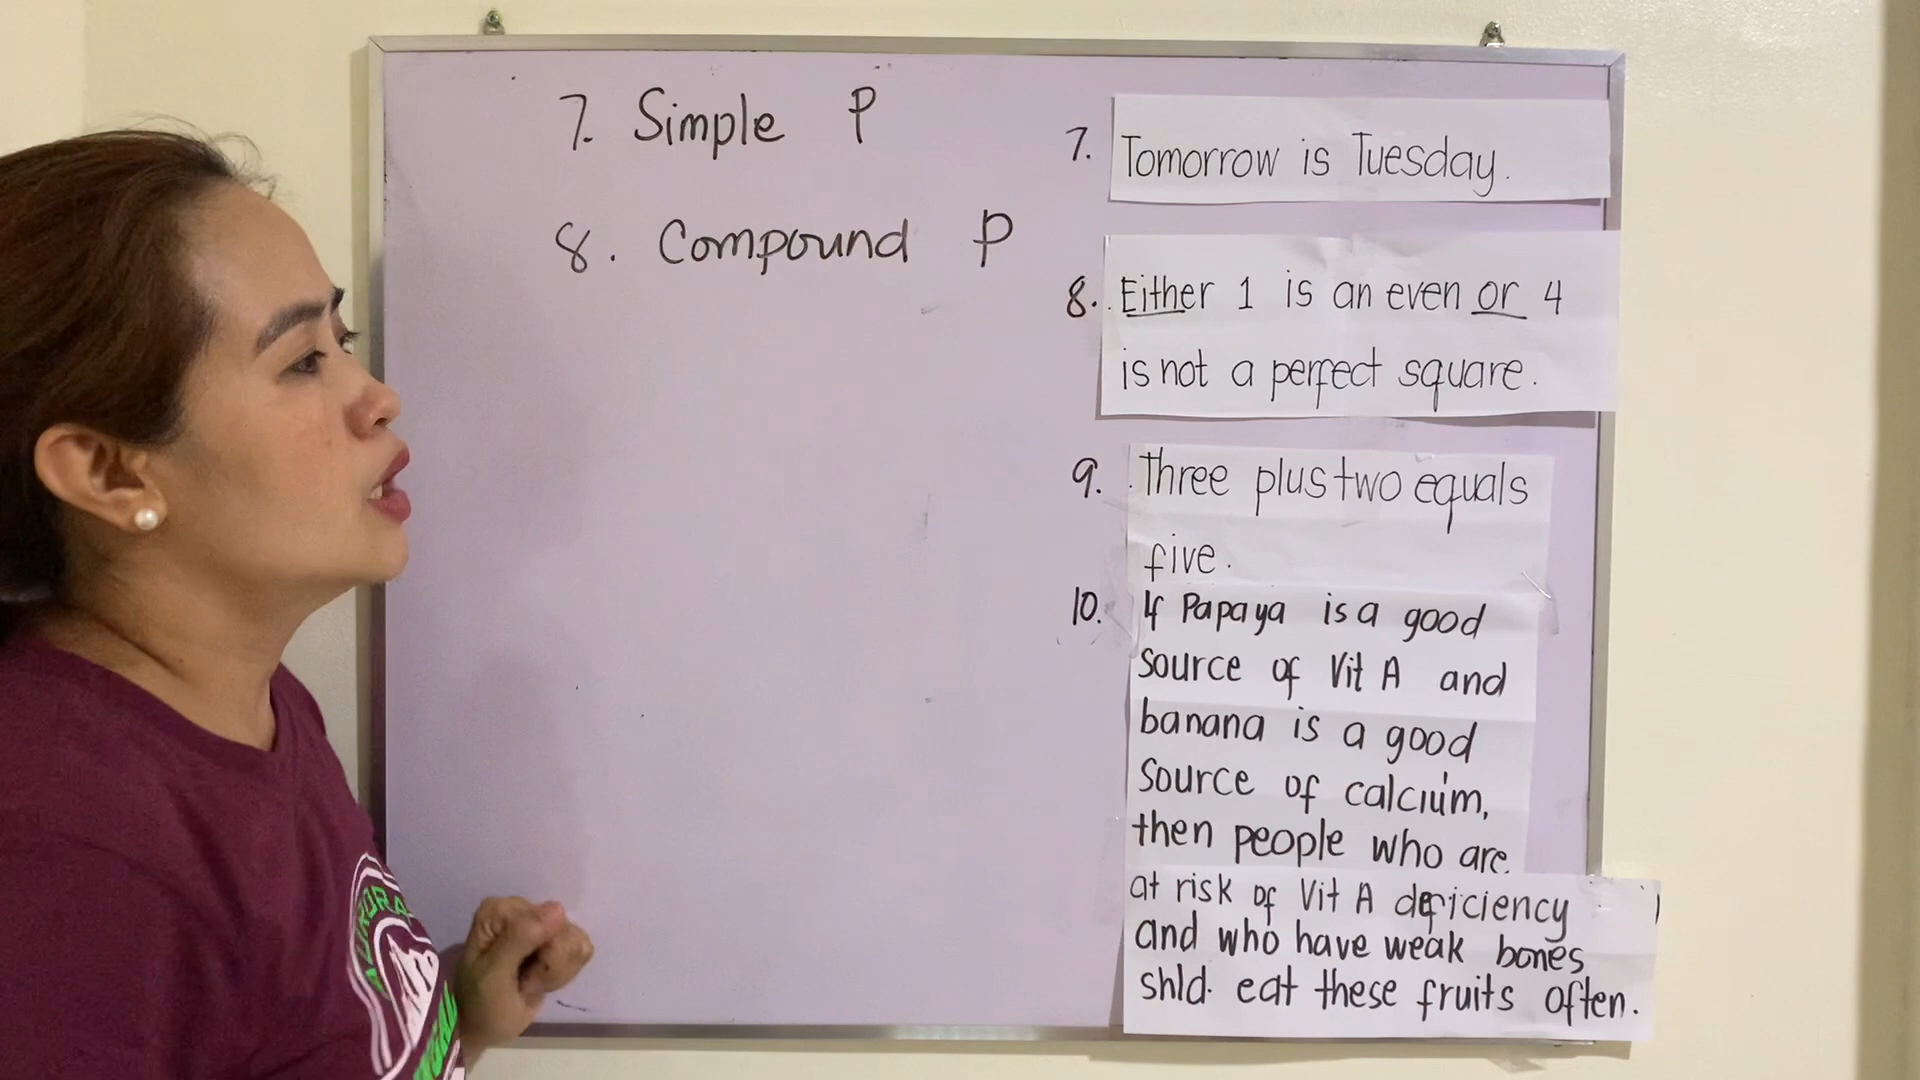 7. Simple P
8. Compound P
7. Tomorrow is Tuesday.
8. Either 1 is an even or 4
is not a perfect square.
9. Three plus two equals
five.
10. If Papaya is a good
source of Vit A and
banana is a good
source of calcium,
then people who are
at risk of Vit A deficiency
and who have weak bones
shld. eat these fruits often.